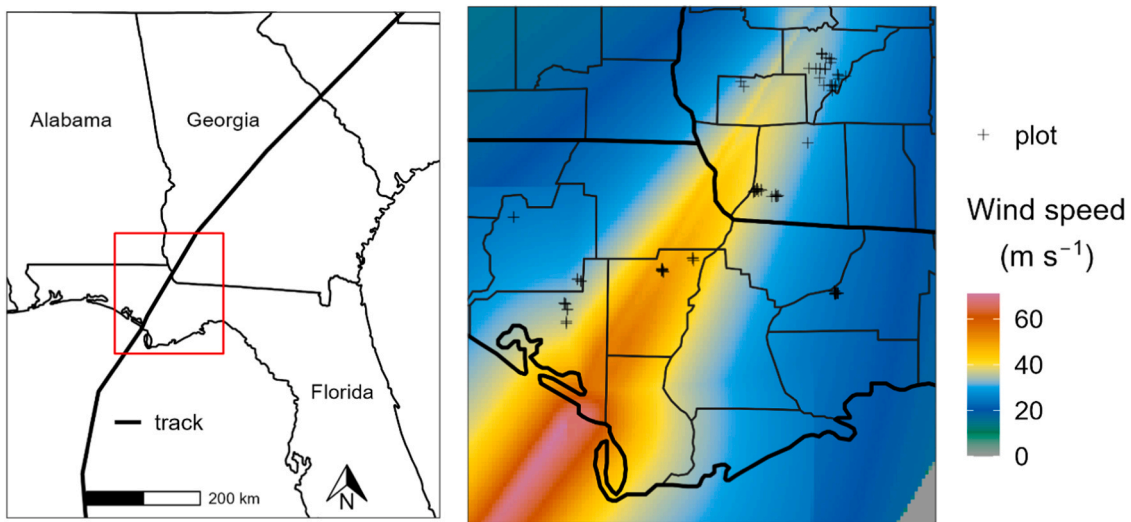 Alabama
Georgia
Florida
track
200 km
N
plot
Wind speed
(m s⁻¹)
60
40
20
0